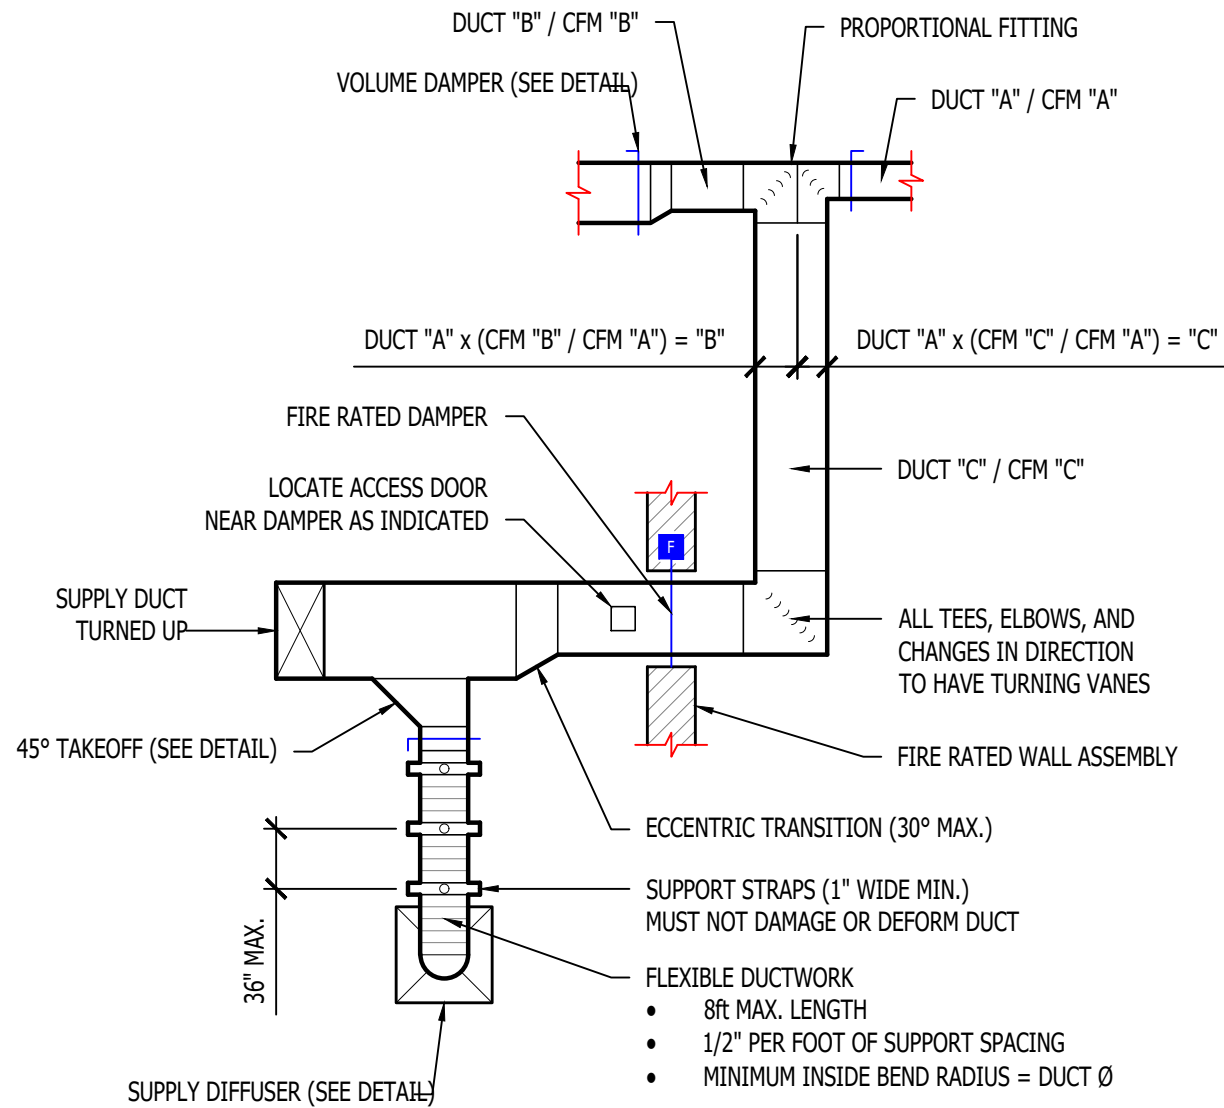 DUCT "B" / CFM "B"
PROPORTIONAL FITTING
VOLUME DAMPER (SEE DETAIL)
DUCT "A" / CFM "A"
DUCT "A" x (CFM "B" / CFM "A") = "B"
DUCT "A" x (CFM "C" / CFM "A") = "C"
FIRE RATED DAMPER
DUCT "C" / CFM "C"
LOCATE ACCESS DOOR
NEAR DAMPER AS INDICATED
F
SUPPLY DUCT
TURNED UP
ALL TEES, ELBOWS, AND
CHANGES IN DIRECTION
TO HAVE TURNING VANES
45° TAKEOFF (SEE DETAIL)
FIRE RATED WALL ASSEMBLY
ECCENTRIC TRANSITION (30° MAX.)
SUPPORT STRAPS (1" WIDE MIN.)
MUST NOT DAMAGE OR DEFORM DUCT
36" MAX.
FLEXIBLE DUCTWORK
• 8ft MAX. LENGTH
• 1/2" PER FOOT OF SUPPORT SPACING
• MINIMUM INSIDE BEND RADIUS = DUCT Ø
SUPPLY DIFFUSER (SEE DETAIL)